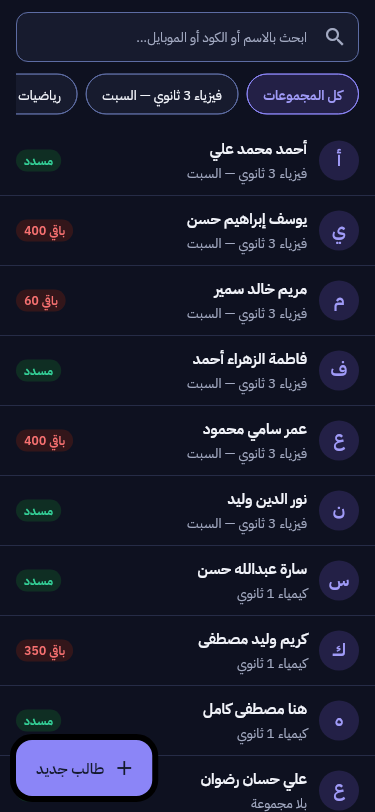 ابحث بالاسم أو الكود أو الموبايل...
كل المجموعات
فيزياء 3 ثانوي — السبت
رياضيات
أ
أحمد محمد علي
فيزياء 3 ثانوي — السبت
مسدد
ي
يوسف إبراهيم حسن
فيزياء 3 ثانوي — السبت
باقي 400
م
مريم خالد سمير
فيزياء 3 ثانوي — السبت
باقي 60
ف
فاطمة الزهراء أحمد
فيزياء 3 ثانوي — السبت
مسدد
ع
عمر سامي محمود
فيزياء 3 ثانوي — السبت
باقي 400
ن
نور الدين وليد
فيزياء 3 ثانوي — السبت
مسدد
س
سارة عبدالله حسن
كيمياء 1 ثانوي
مسدد
ك
كريم وليد مصطفى
كيمياء 1 ثانوي
باقي 350
ه
هنا مصطفى كامل
كيمياء 1 ثانوي
مسدد
ع
علي حسان رضوان
بلا مجموعة
طالب جديد